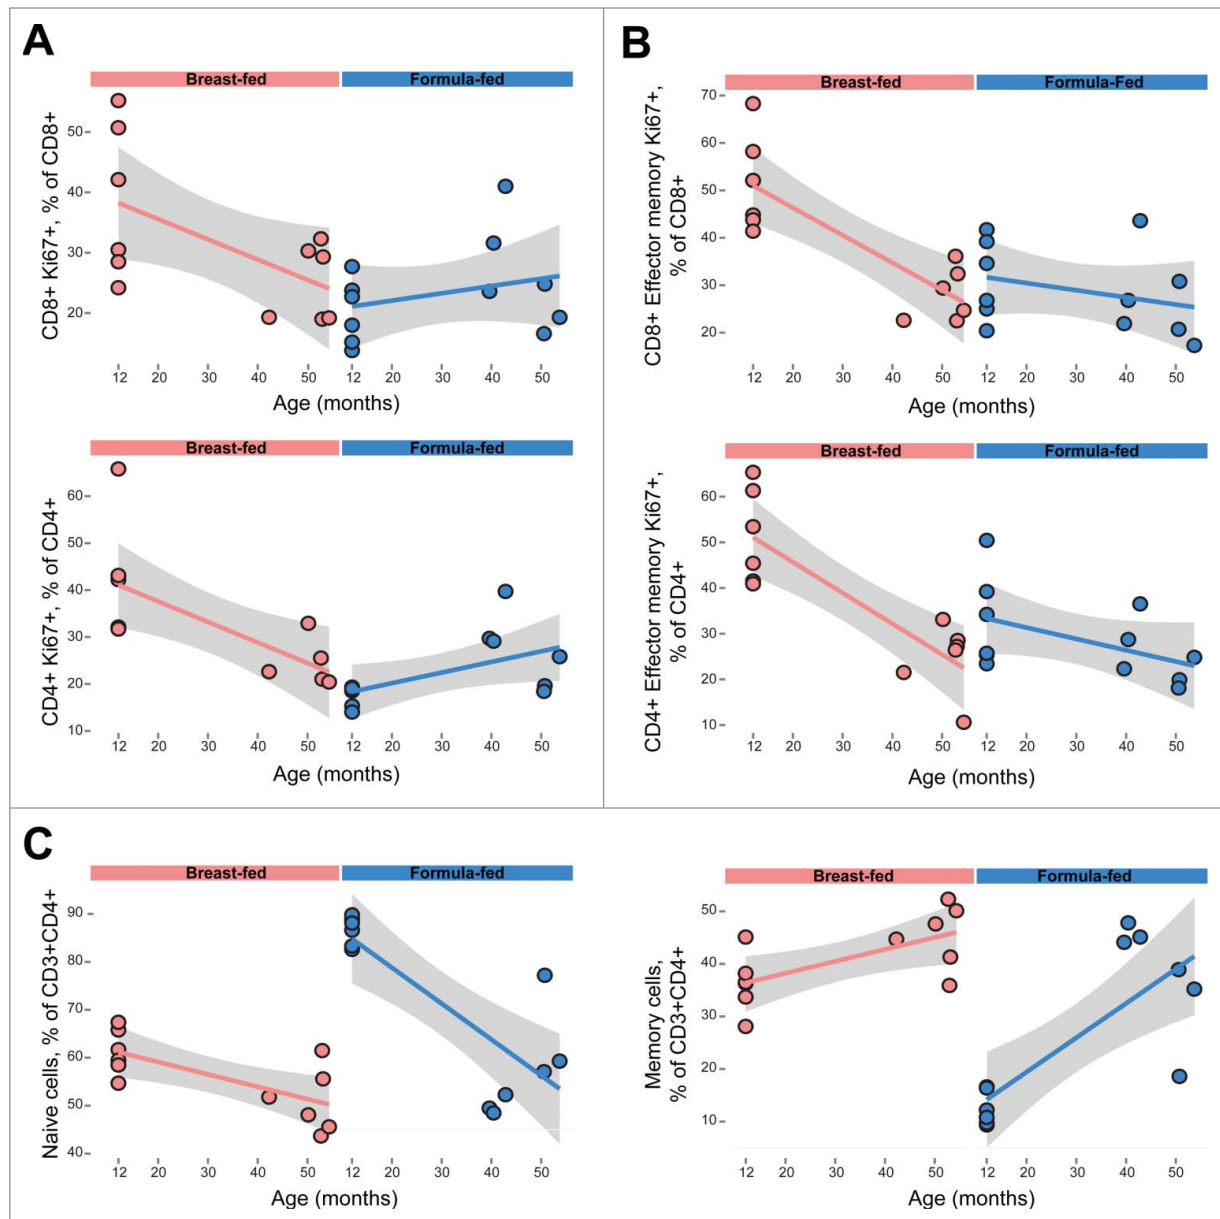 A
Breast-fed Formula-fed
CD8+ Ki67+, % of CD8+
50
40
30
20
12 20 30 40 50 12 20 30 40 50
Age (months)
Breast-fed Formula-fed
CD4+ Ki67+, % of CD4+
60
50
40
30
20
10
12 20 30 40 50 12 20 30 40 50
Age (months)
B
Breast-fed Formula-Fed
CD8+ Effector memory Ki67+,
% of CD8+
70
60
50
40
30
20
12 20 30 40 50 12 20 30 40 50
Age (months)
Breast-fed Formula-fed
CD4+ Effector memory Ki67+,
% of CD4+
60
50
40
30
20
10
12 20 30 40 50 12 20 30 40 50
Age (months)
C
Breast-fed Formula-fed
Naive cells, % of CD3+CD4+
90
80
70
60
50
40
12 20 30 40 50 12 20 30 40 50
Age (months)
Breast-fed Formula-fed
Memory cells,
% of CD3+CD4+
50
40
30
20
10
12 20 30 40 50 12 20 30 40 50
Age (months)